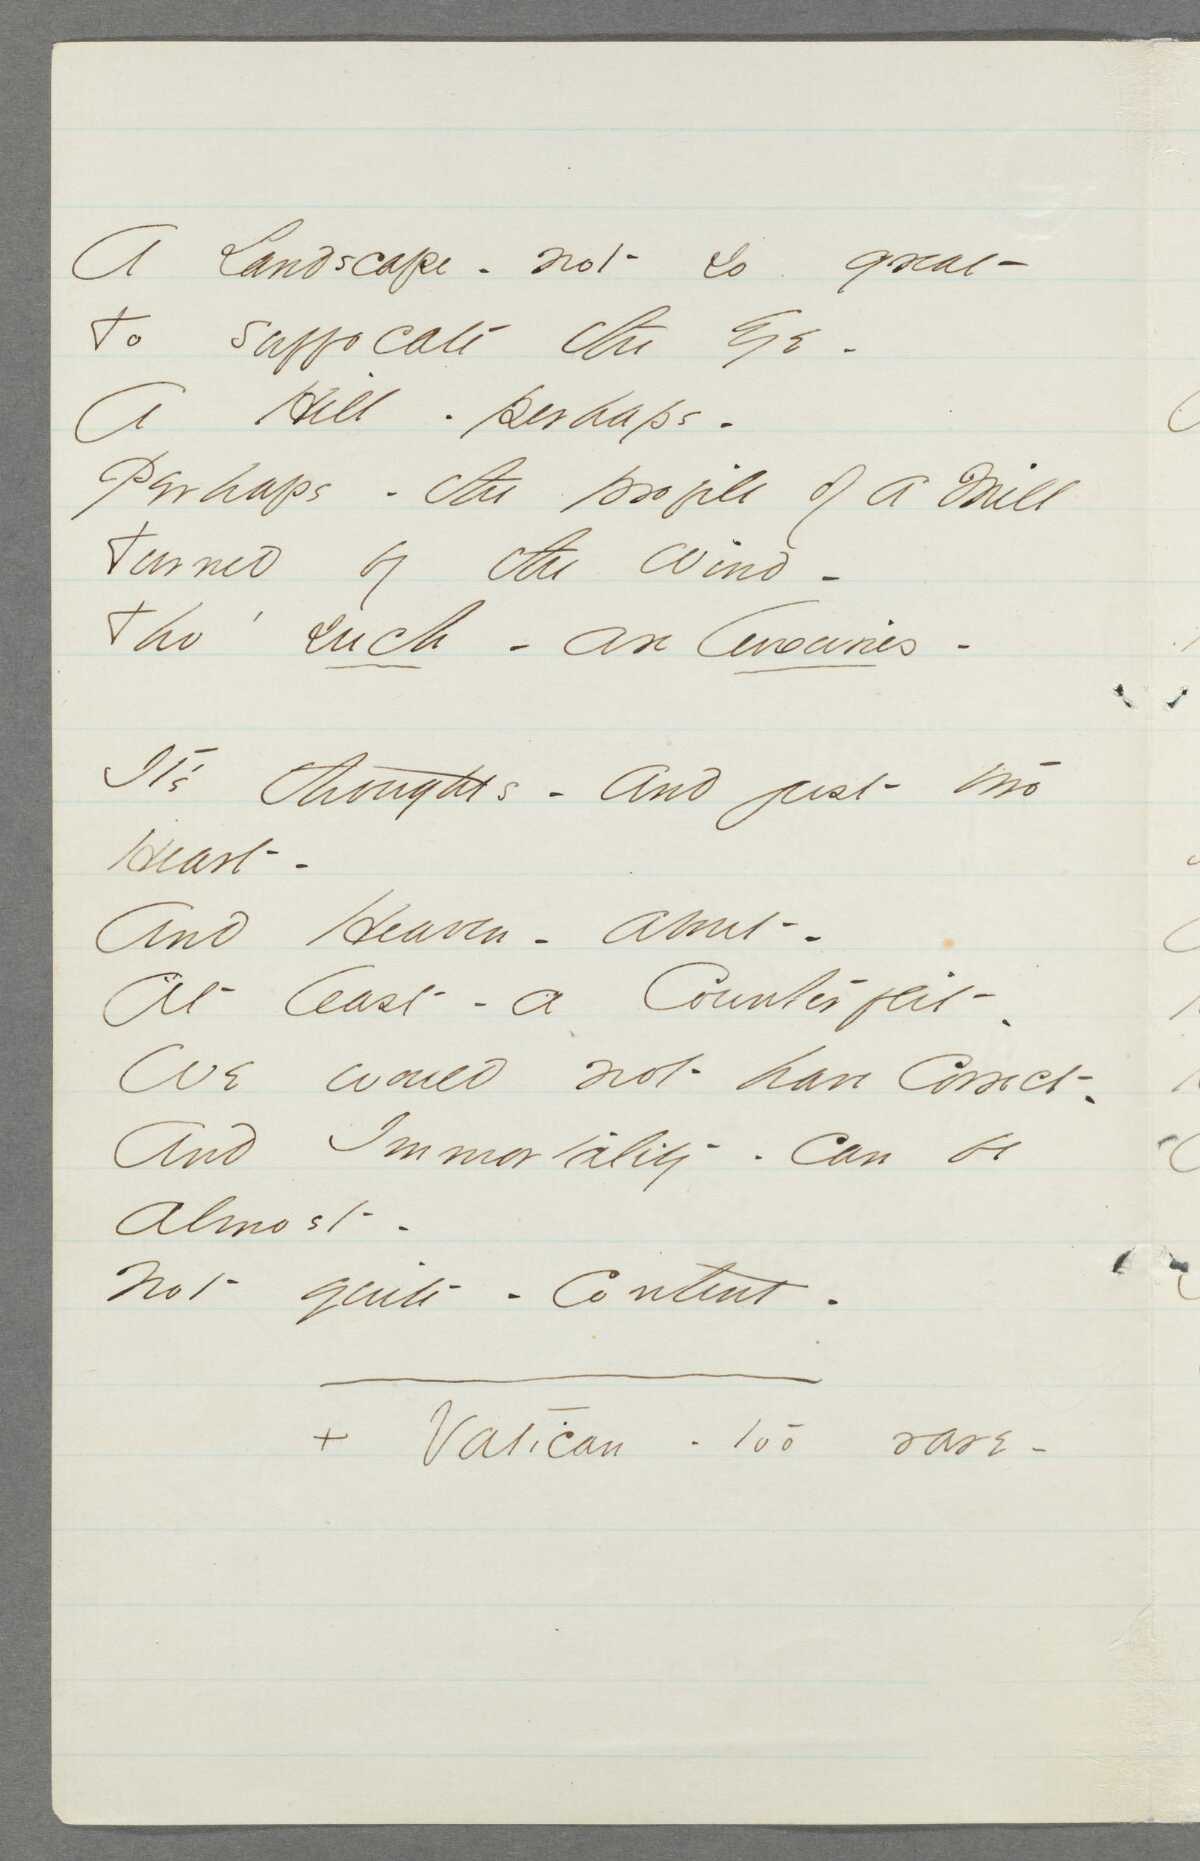 A Landscape - not so great
To suffocate the Eye -
A Hill - perhaps -
Perhaps - the profile of a Mill
Turned by the Wind -
Tho' such - are luxuries -
It's thoughts - and just two
Heart -
And Heaven - about -
At least - a Counterfeit -
We would not have Correct -
And Immortality - can be
almost -
Not quite - Content -
+ Vatican - too rare -